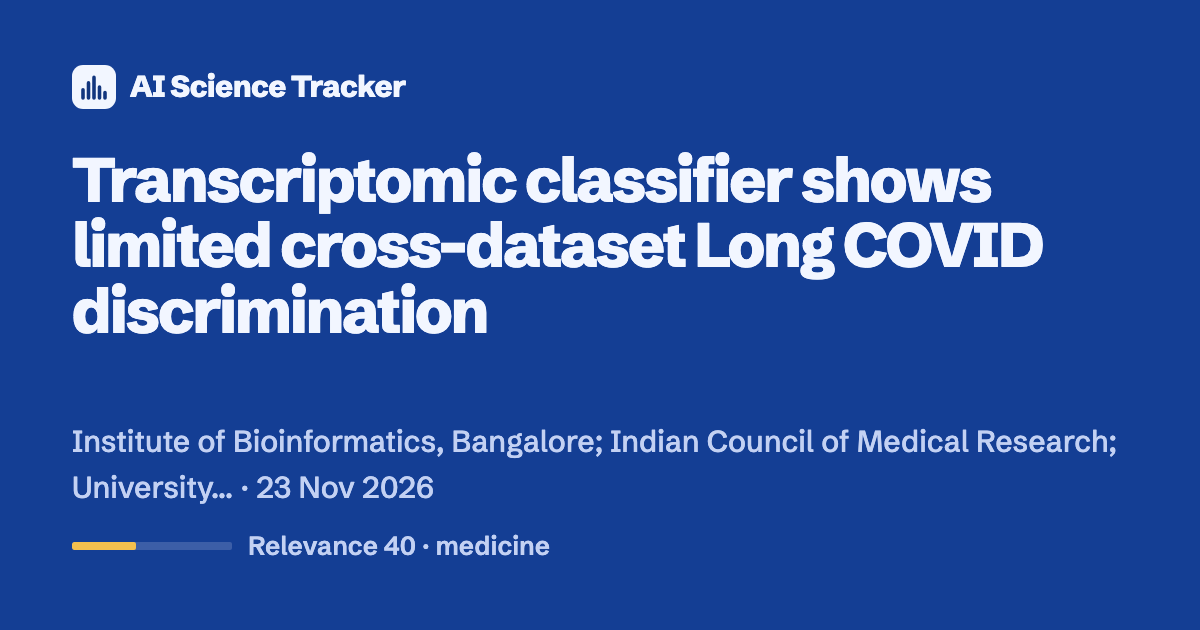 AI Science Tracker
Transcriptomic classifier shows
limited cross-dataset Long COVID
discrimination
Institute of Bioinformatics, Bangalore; Indian Council of Medical Research;
University... · 23 Nov 2026
Relevance 40 · medicine